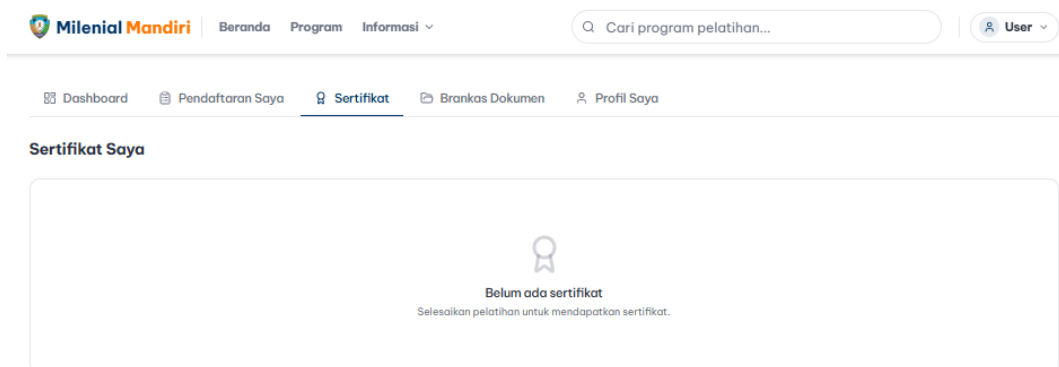 Milenial Mandiri Beranda Program Informasi Cari program pelatihan... User
Dashboard Pendaftaran Saya Sertifikat Brankas Dokumen Profil Saya
Sertifikat Saya
Belum ada sertifikat
Selesaikan pelatihan untuk mendapatkan sertifikat.